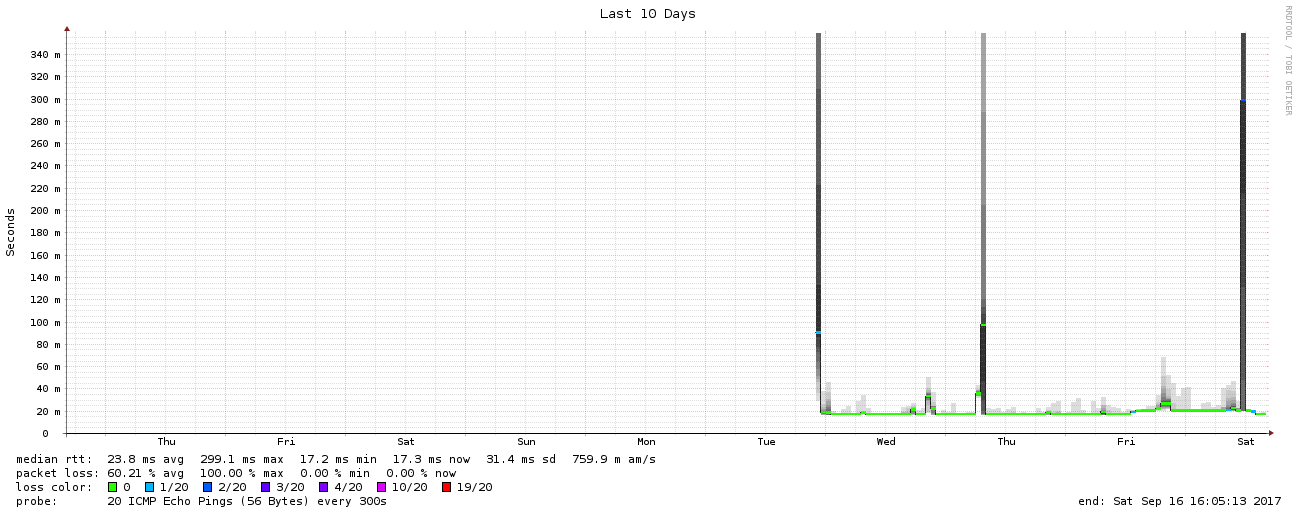 Last 10 Days
RRDTOOL / TOBI OETIKER
Seconds
340 m
320 m
300 m
280 m
260 m
240 m
220 m
200 m
180 m
160 m
140 m
120 m
100 m
80 m
60 m
40 m
20 m
0
Thu Fri Sat Sun Mon Tue Wed Thu Fri Sat
median rtt: 23.8 ms avg 299.1 ms max 17.2 ms min 17.3 ms now 31.4 ms sd 759.9 m am/s
packet loss: 60.21 % avg 100.00 % max 0.00 % min 0.00 % now
loss color: 0 1/20 2/20 3/20 4/20 10/20 19/20
probe: 20 ICMP Echo Pings (56 Bytes) every 300s end: Sat Sep 16 16:05:13 2017